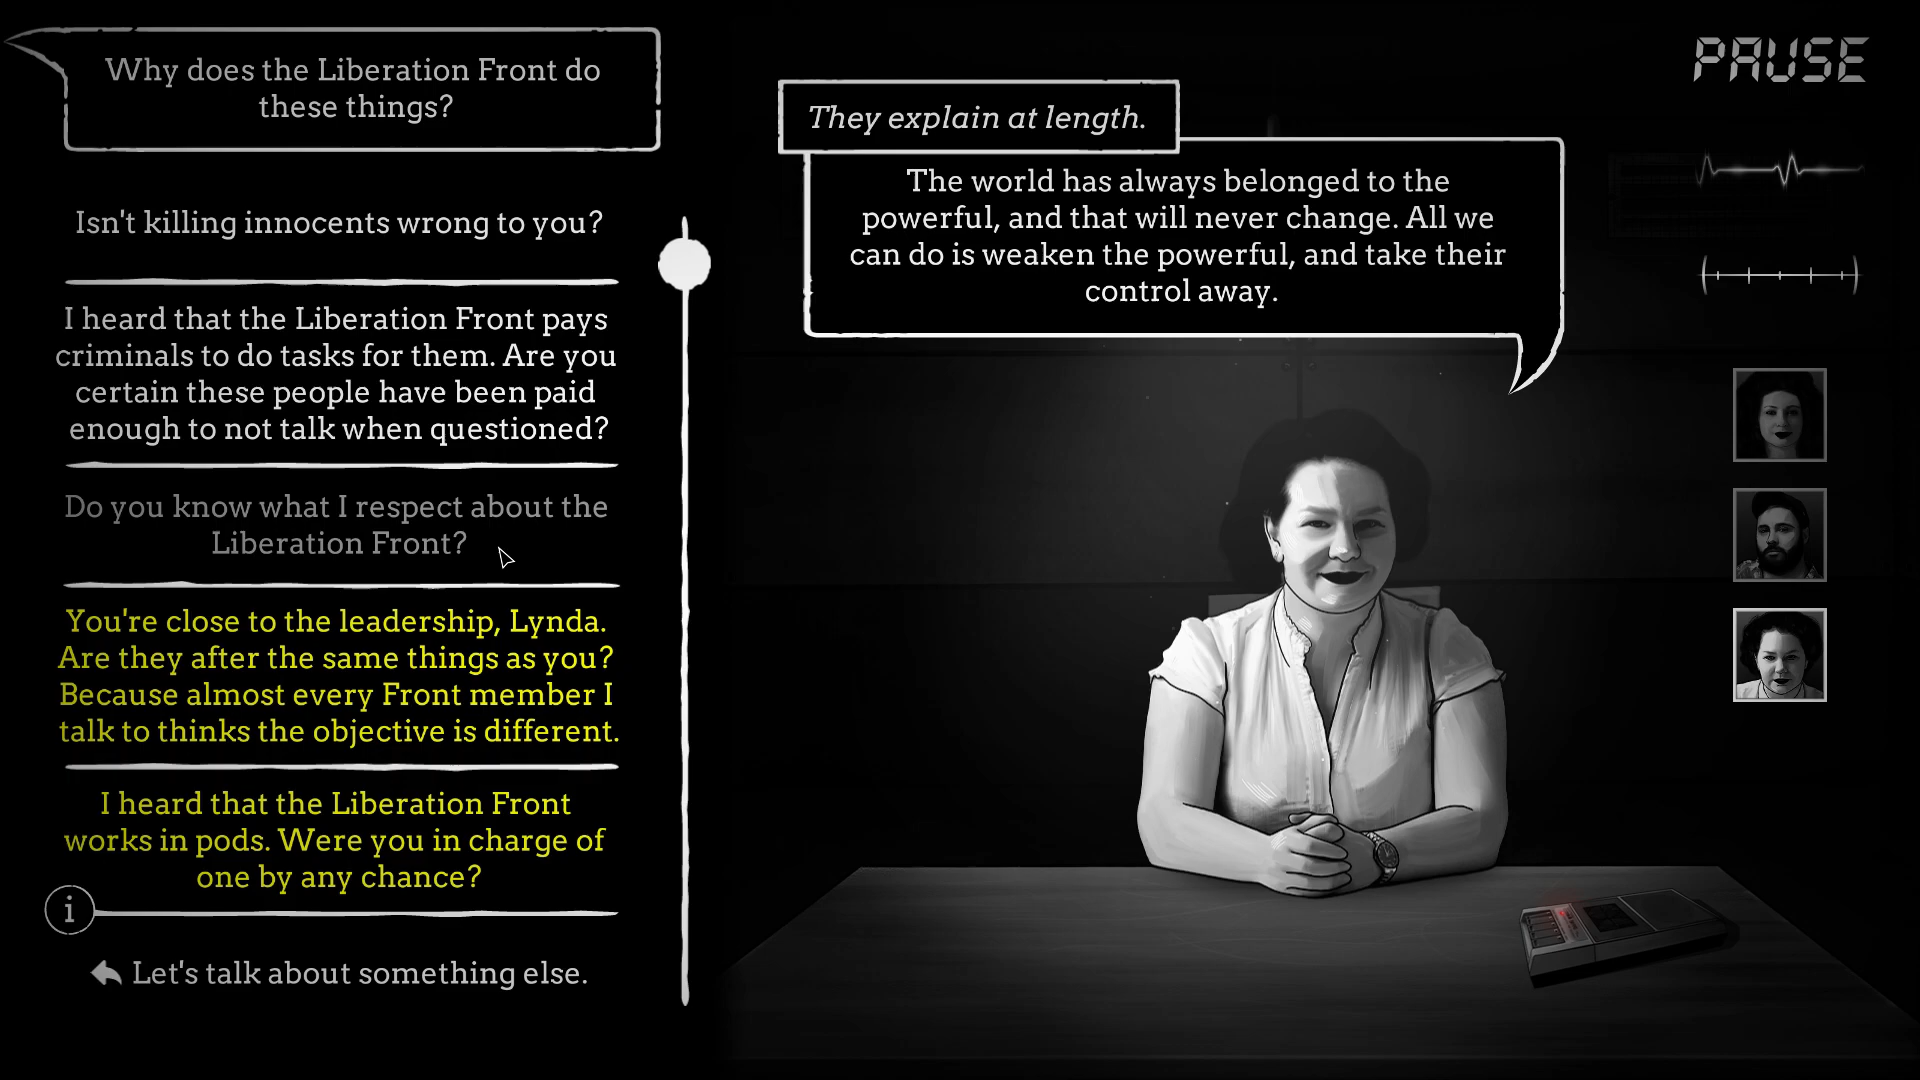 Why does the Liberation Front do
these things?
Isn't killing innocents wrong to you?
I heard that the Liberation Front pays
criminals to do tasks for them. Are you
certain these people have been paid
enough to not talk when questioned?
Do you know what I respect about the
Liberation Front?
You're close to the leadership, Lynda.
Are they after the same things as you?
Because almost every Front member I
talk to thinks the objective is different.
I heard that the Liberation Front
works in pods. Were you in charge of
one by any chance?
i
Let's talk about something else.
They explain at length.
The world has always belonged to the
powerful, and that will never change. All we
can do is weaken the powerful, and take their
control away.
PAUSE